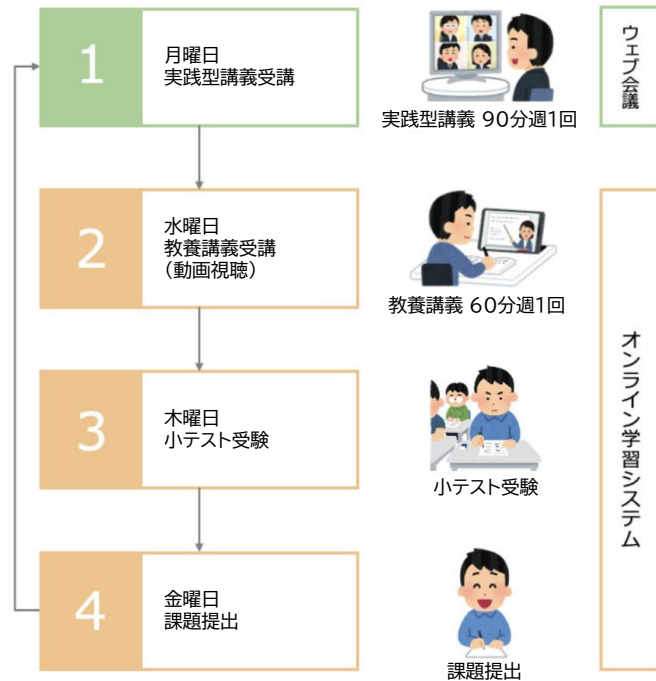 1
月曜日
実践型講義受講
実践型講義 90分週1回
ウェブ会議
2
水曜日
教養講義受講
（動画視聴）
教養講義 60分週1回
3
木曜日
小テスト受験
小テスト受験
4
金曜日
課題提出
課題提出
オンライン学習システム